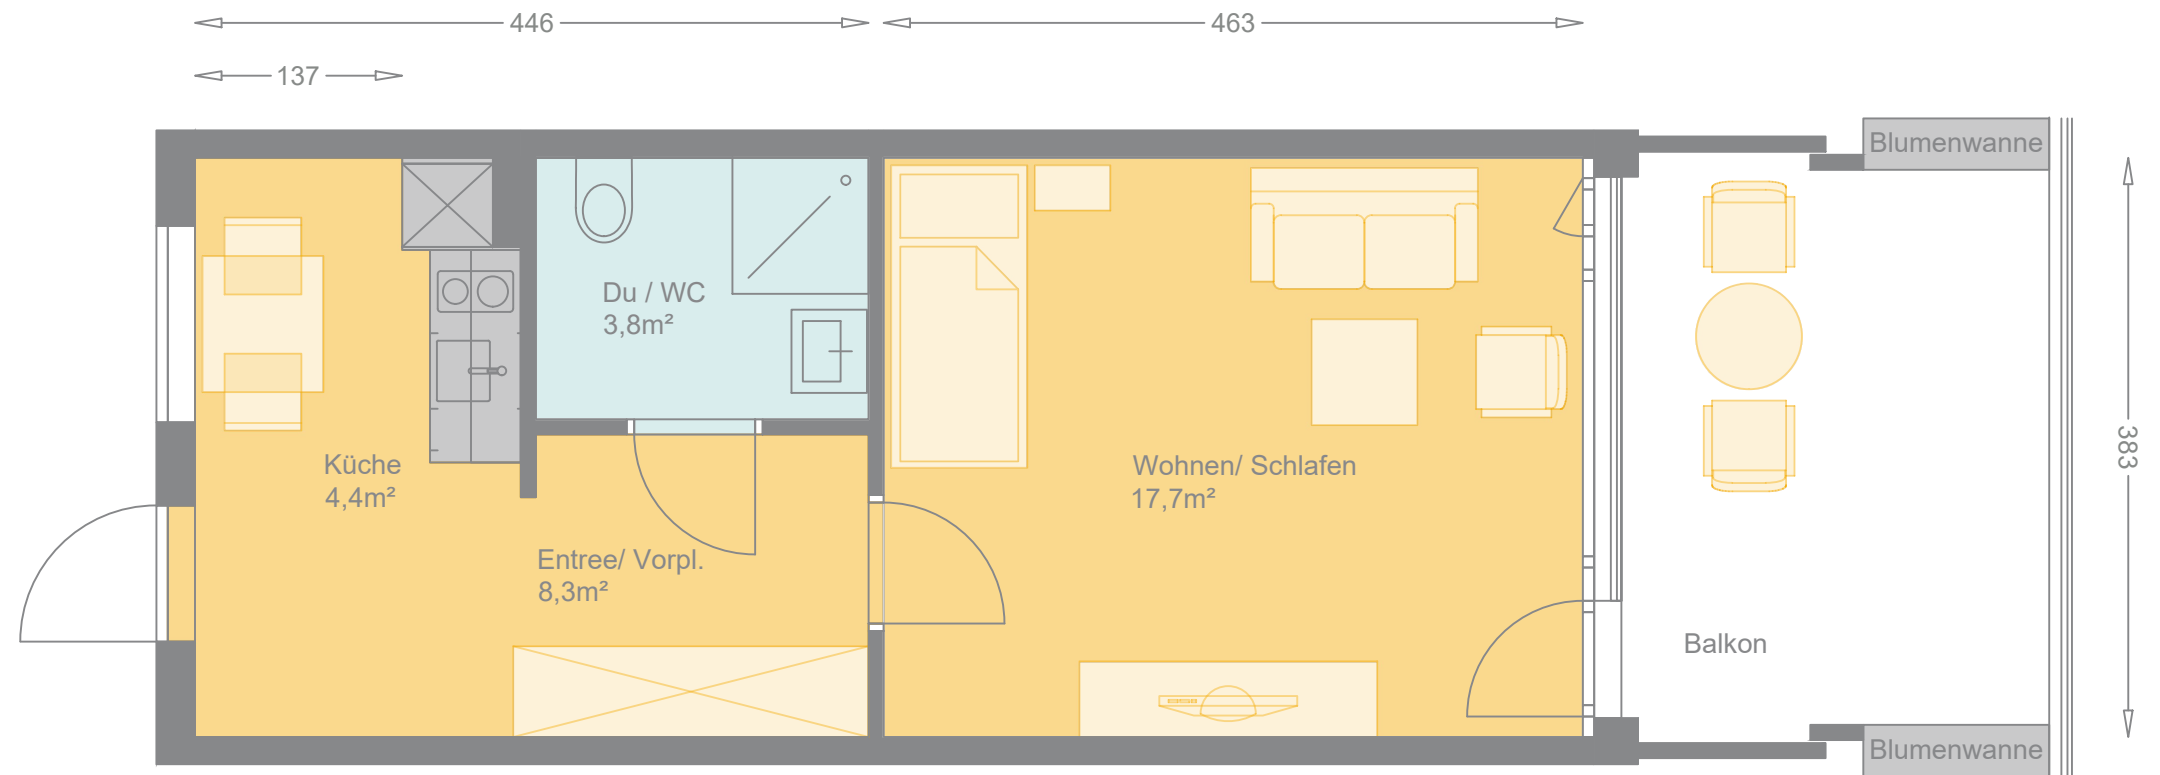 446
463
137
Blumenwanne
Du / WC
3,8m²
Küche
4,4m²
Wohnen/ Schlafen
17,7m²
383
Entree/ Vorpl.
8,3m²
Balkon
Blumenwanne